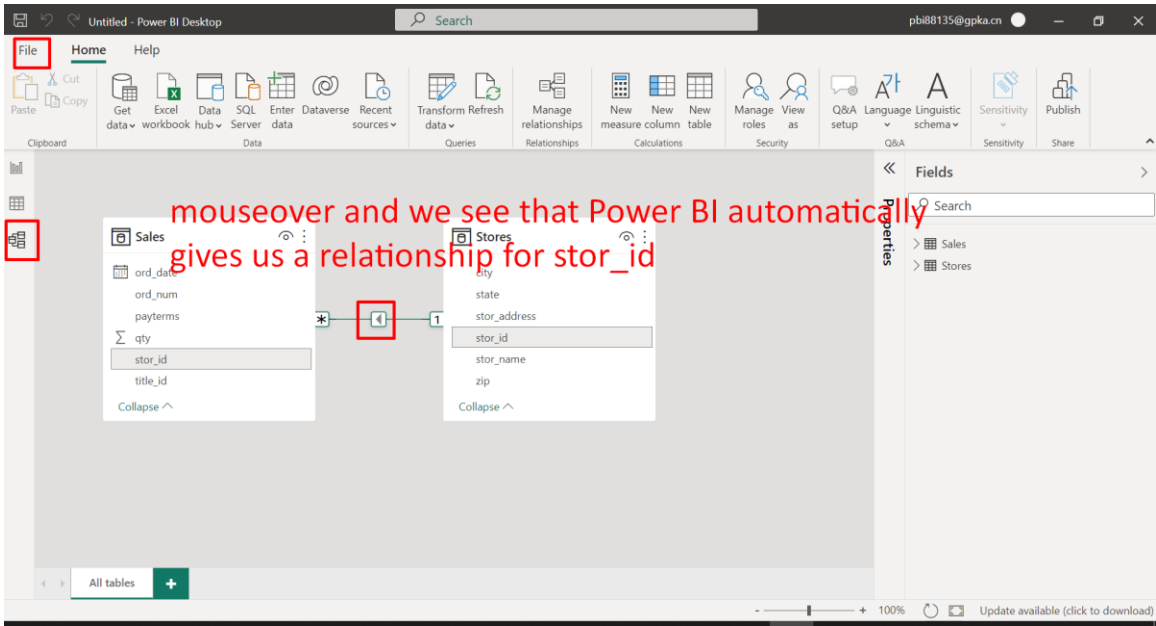 Untitled - Power BI Desktop
Search
pbi88135@gpka.cn
File Home Help
Paste
Cut
Copy
Clipboard
Get data
Excel workbook
Data hub
SQL Server
Enter data
Dataverse
Recent sources
Data
Transform data
Refresh
Queries
Manage relationships
Relationships
New measure
New column
New table
Calculations
Manage roles
View as
Security
Q&A setup
Language
Linguistic schema
Q&A
Sensitivity
Sensitivity
Publish
Share
mouseover and we see that Power BI automatically
gives us a relationship for stor_id
Sales
ord_date
ord_num
payterms
qty
stor_id
title_id
Collapse
*
1
Stores
city
state
stor_address
stor_id
stor_name
zip
Collapse
Properties
Fields
Search
Sales
Stores
All tables
+
- + 100%
Update available (click to download)